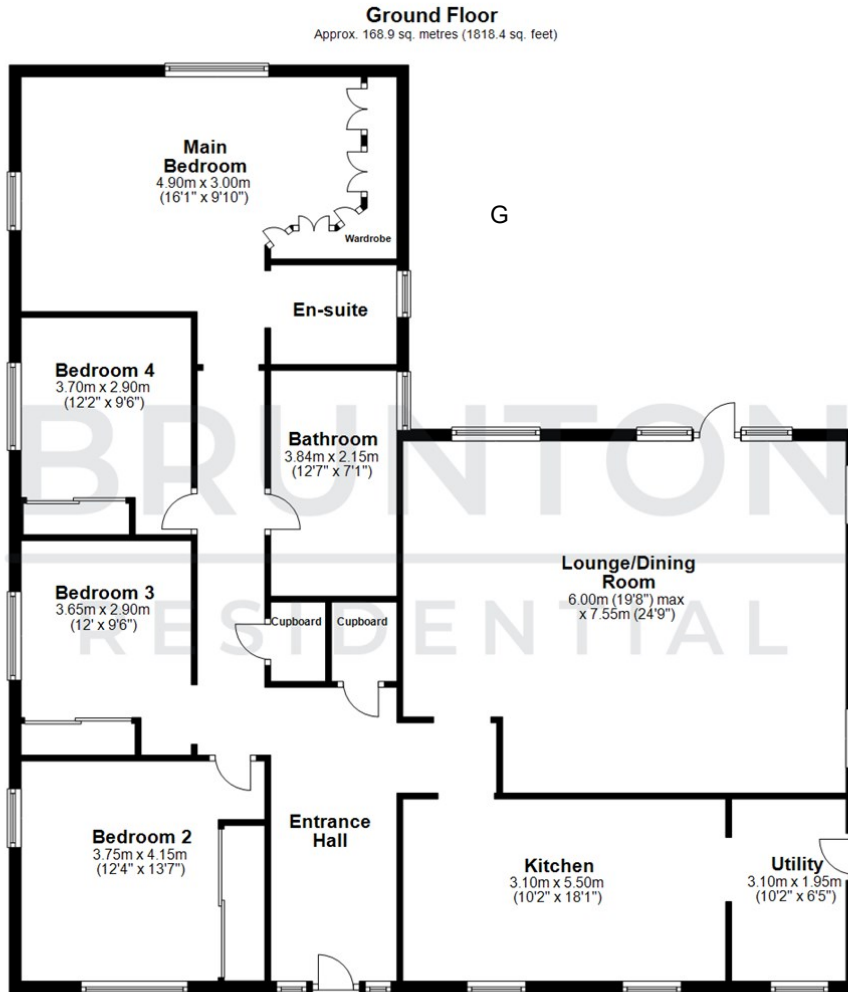 Ground Floor
Approx. 168.9 sq. metres (1818.4 sq. feet)
Main
Bedroom
4.90m x 3.00m
(16'1" x 9'10")
Wardrobe
G
En-suite
Bedroom 4
3.70m x 2.90m
(12'2" x 9'6")
Bathroom
3.84m x 2.15m
(12'7" x 7'1")
BRUNTON
RESIDENTIAL
Bedroom 3
3.65m x 2.90m
(12' x 9'6")
Cupboard
Cupboard
Lounge/Dining
Room
6.00m (19'8") max
x 7.55m (24'9")
Entrance
Hall
Bedroom 2
3.75m x 4.15m
(12'4" x 13'7")
Kitchen
3.10m x 5.50m
(10'2" x 18'1")
Utility
3.10m x 1.95m
(10'2" x 6'5")